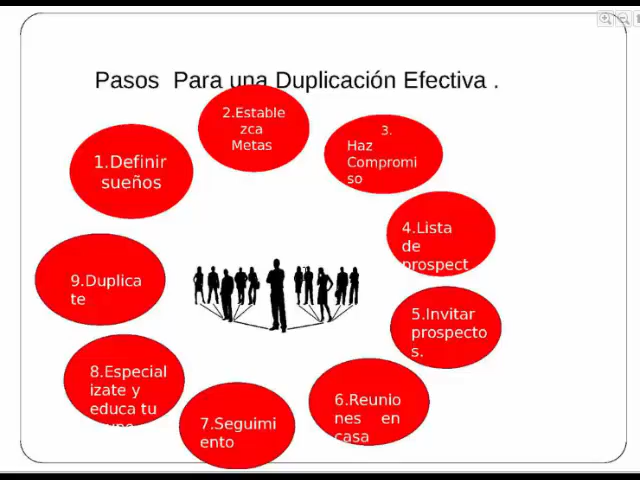 Pasos Para una Duplicación Efectiva .
1.Definir
sueños
2.Estable
zca
Metas
3.
Haz
Compromi
so
4.Lista
de
prospect
5.Invitar
prospecto
s.
6.Reunio
nes en
casa
7.Seguimi
ento
8.Especial
izate y
educa tu
9.Duplica
te